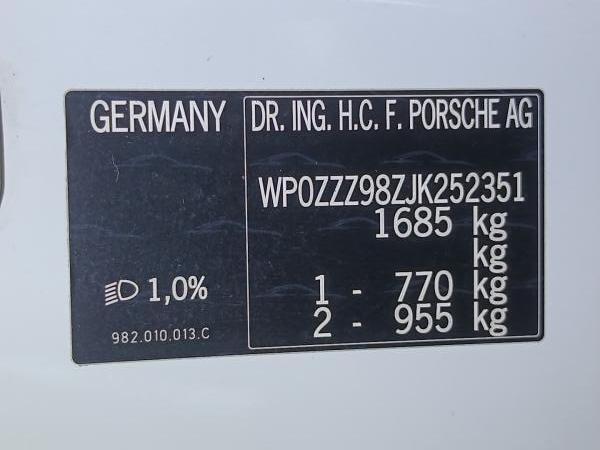 GERMANY
DR. ING. H.C. F. PORSCHE AG
WP0ZZZ98ZJK252351
1685 kg
kg
1 - 770 kg
2 - 955 kg
1,0%
982.010.013.C